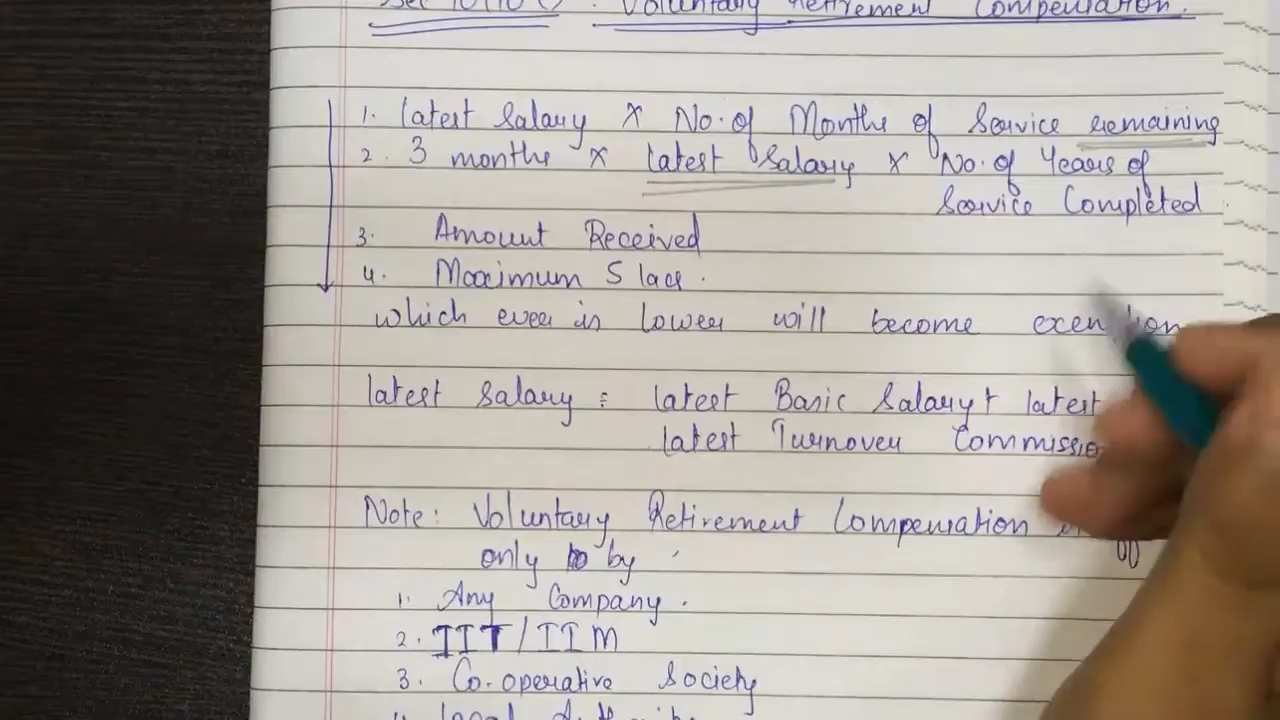 Voluntary Retirement Compensation.
1. latest Salary x No. of Months of Service remaining
2. 3 months x latest Salary x No. of Years of
Service Completed
3. Amount Received
4. Maximum 5 lacs.
which ever is lower will become
latest Salary = latest Basic Salary + latest
latest Turnover
Note: Voluntary Retirement Compensation
only by
1. Any Company.
2. IIT/IIM
3. Co-operative Society
4. local